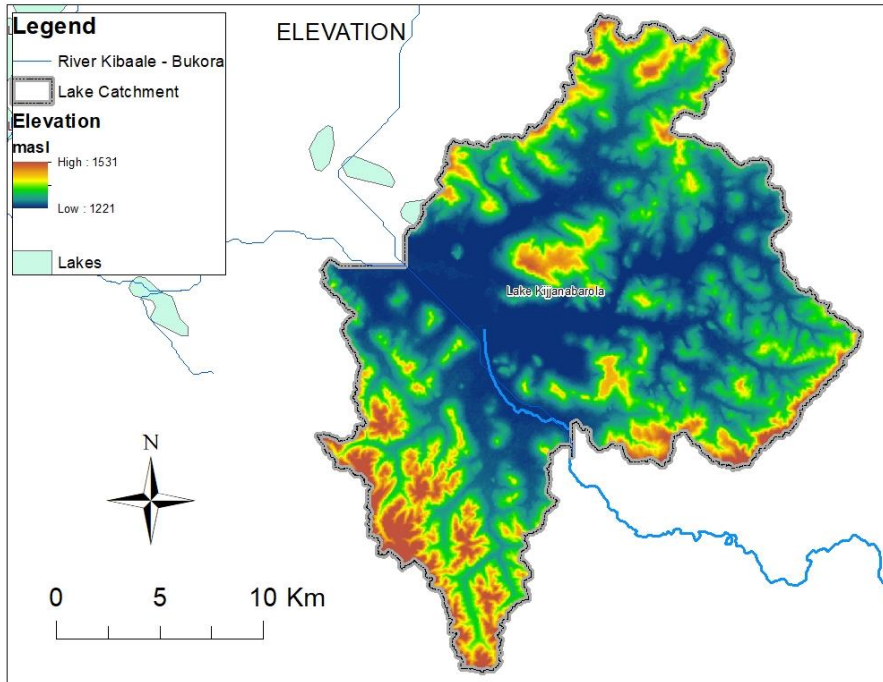 Legend
River Kibaale - Bukora
Lake Catchment
Elevation
masl
High : 1531
Low : 1221
Lakes
ELEVATION
Lake Kijjanabarola
N
0 5 10 Km